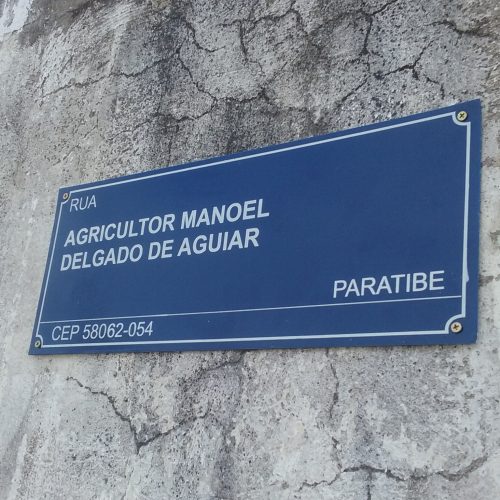 RUA
AGRICULTOR MANOEL
DELGADO DE AGUIAR
PARATIBE
CEP 58062-054